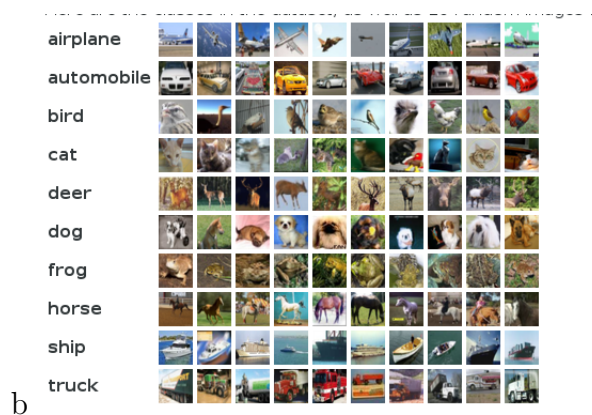 airplane
automobile
bird
cat
deer
dog
frog
horse
ship
truck
b